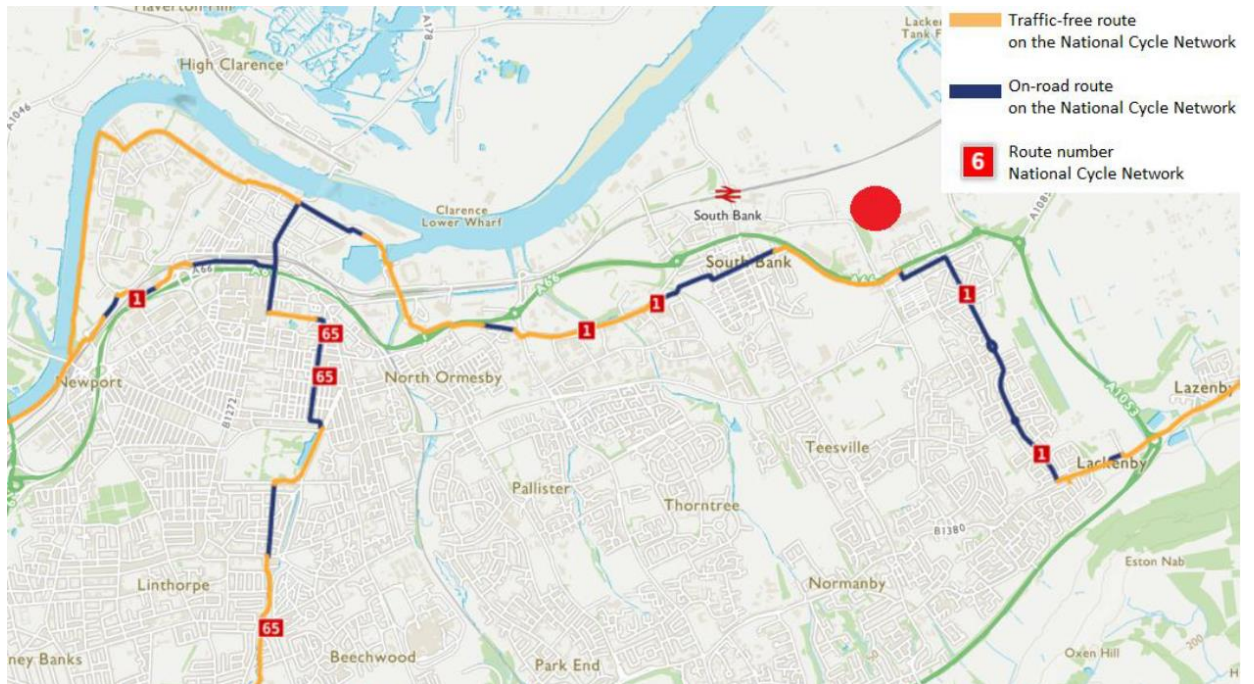 Haverton Hill
A178
High Clarence
A1046
Traffic-free route
on the National Cycle Network
On-road route
on the National Cycle Network
6
Route number
National Cycle Network
Clarence
Lower Wharf
South Bank
A66
A66
South Bank
1
1
1
1
65
65
Newport
North Ormesby
B1272
A1053
Lazenby
Teesville
1
Lackenby
Pallister
Thorntree
B1380
Eston Nab
Linthorpe
Normanby
65
Beechwood
Park End
Oxen Hill
200